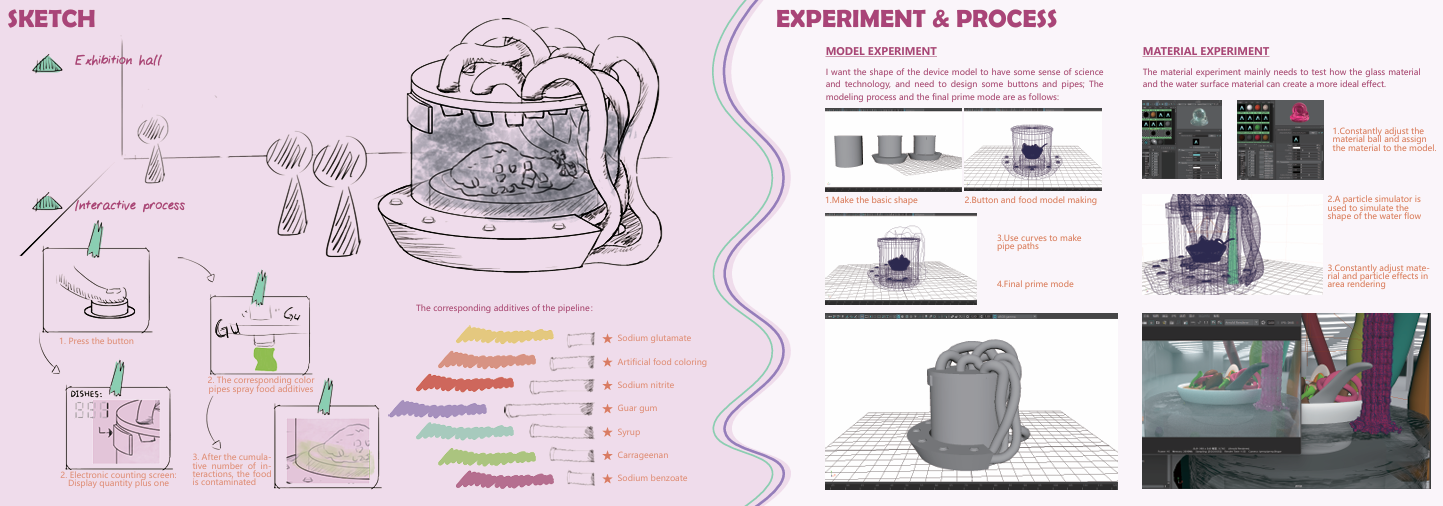 SKETCH
Exhibition hall
Interactive process
1. Press the button
Gu
Gu
2. The corresponding color
pipes spray food additives
DISHES:
2. Electronic counting screen:
Display quantity plus one
3. After the cumula-
tive number of in-
teractions, the food
is contaminated
The corresponding additives of the pipeline:
Sodium glutamate
Artificial food coloring
Sodium nitrite
Guar gum
Syrup
Carrageenan
Sodium benzoate
EXPERIMENT & PROCESS
MODEL EXPERIMENT
I want the shape of the device model to have some sense of science
and technology, and need to design some buttons and pipes; The
modeling process and the final prime mode are as follows:
1.Make the basic shape
2.Button and food model making
3.Use curves to make
pipe paths
4.Final prime mode
MATERIAL EXPERIMENT
The material experiment mainly needs to test how the glass material
and the water surface material can create a more ideal effect.
1.Constantly adjust the
material ball and assign
the material to the model.
2.A particle simulator is
used to simulate the
shape of the water flow
3.Constantly adjust mate-
rial and particle effects in
area rendering